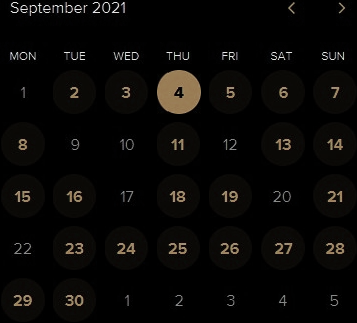 September 2021
MON TUE WED THU FRI SAT SUN
1 2 3 4 5 6 7
8 9 10 11 12 13 14
15 16 17 18 19 20 21
22 23 24 25 26 27 28
29 30 1 2 3 4 5